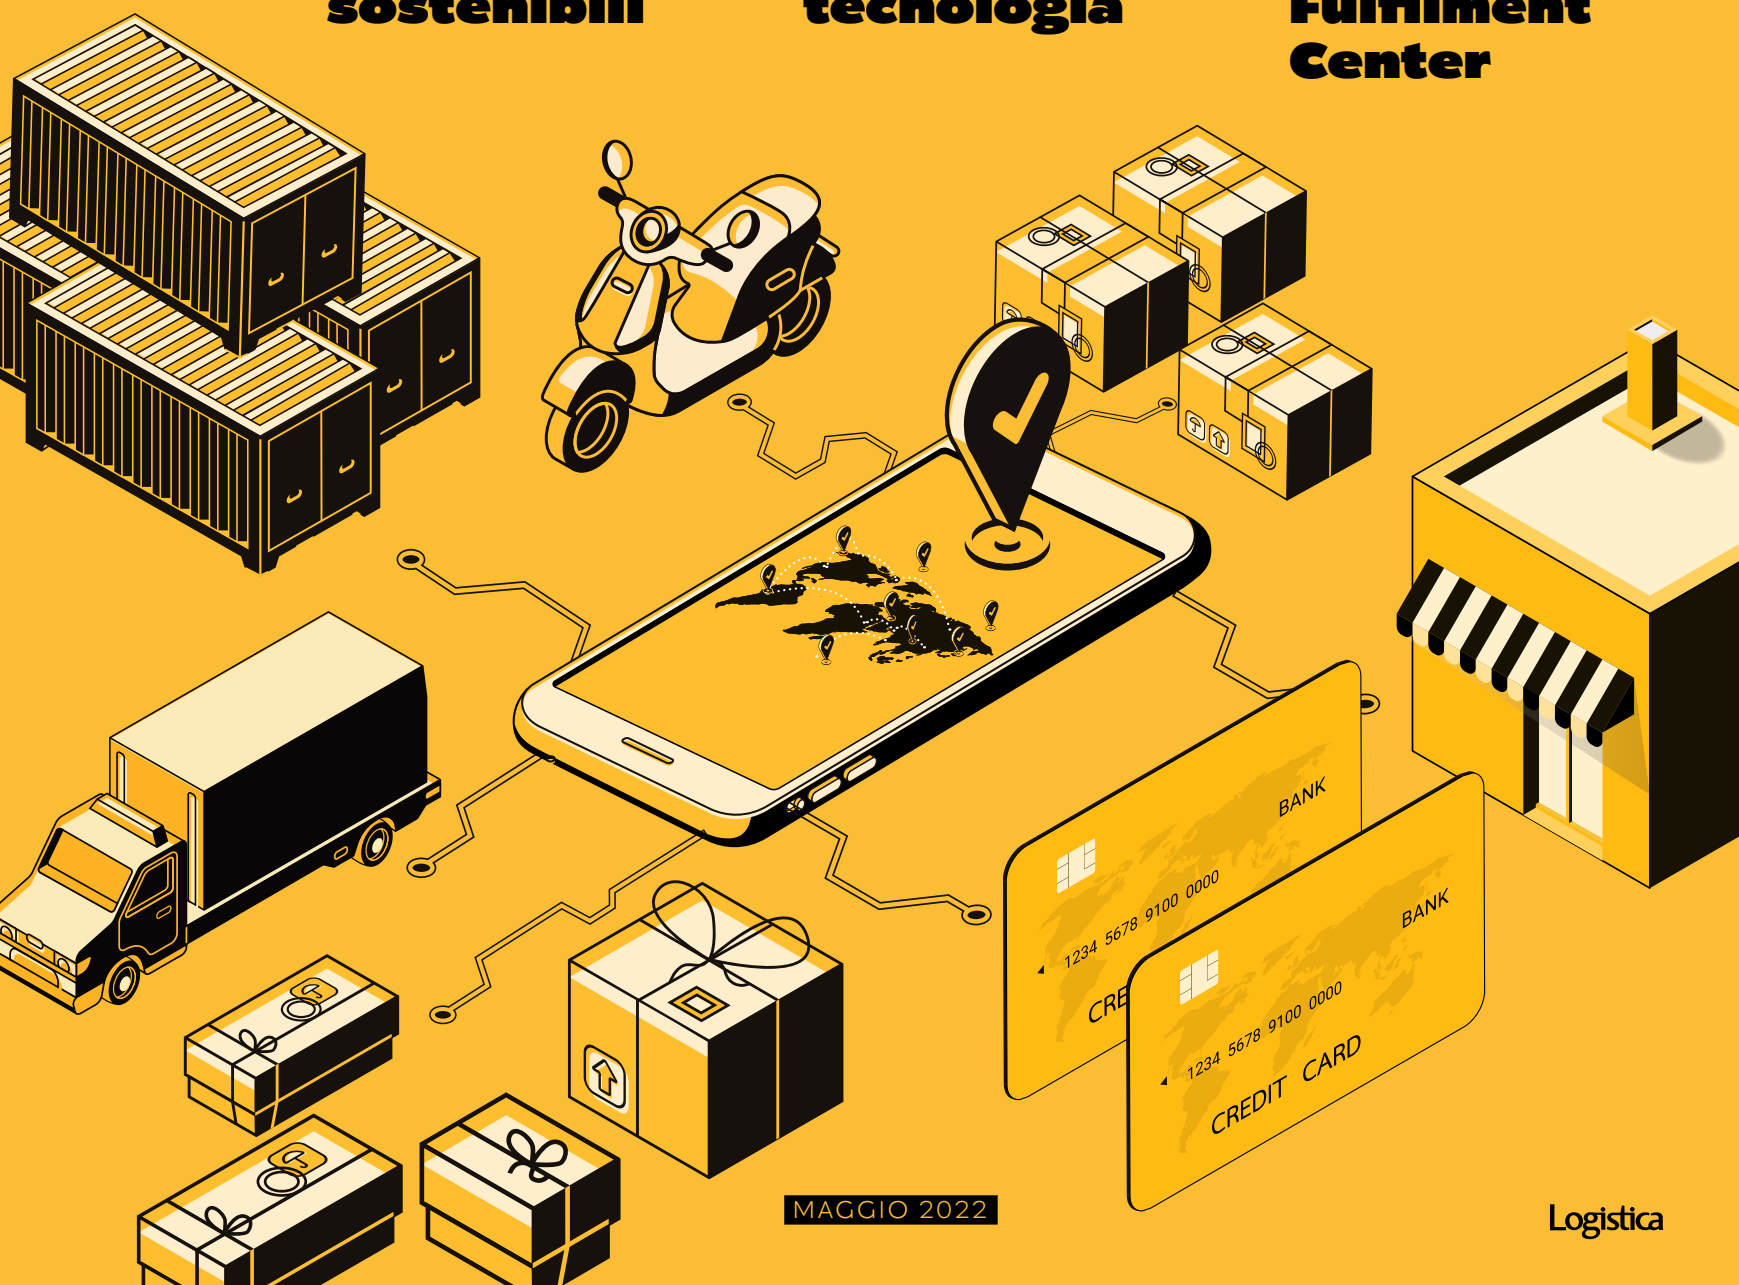 sostenibili
tecnologia
Fulfilment
Center
BANK
1234 5678 9100 0000
CRE
BANK
1234 5678 9100 0000
CREDIT CARD
MAGGIO 2022
Logistica